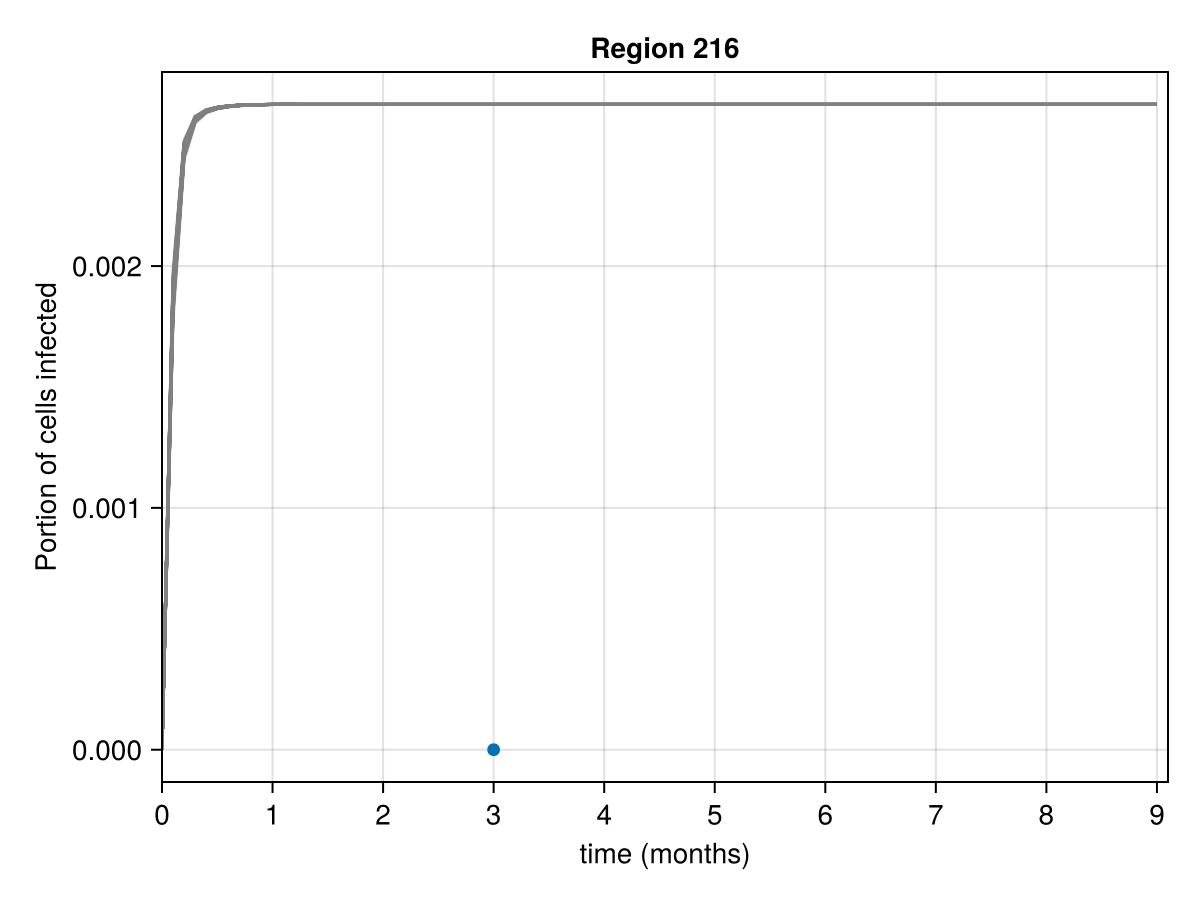 Region 216
Portion of cells infected
0.002
0.001
0.000
0 1 2 3 4 5 6 7 8 9
time (months)